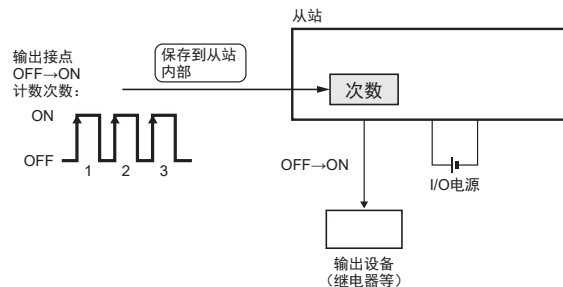 从站
输出接点
OFF→ON
计数次数：
保存到从站
内部
次数
ON
OFF
1 2 3
OFF→ON
I/O电源
输出设备
（继电器等）